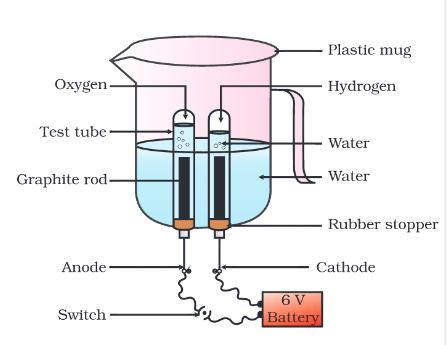 Plastic mug
Oxygen
Hydrogen
Test tube
Water
Graphite rod
Water
Rubber stopper
Anode
Cathode
6 V
Battery
Switch